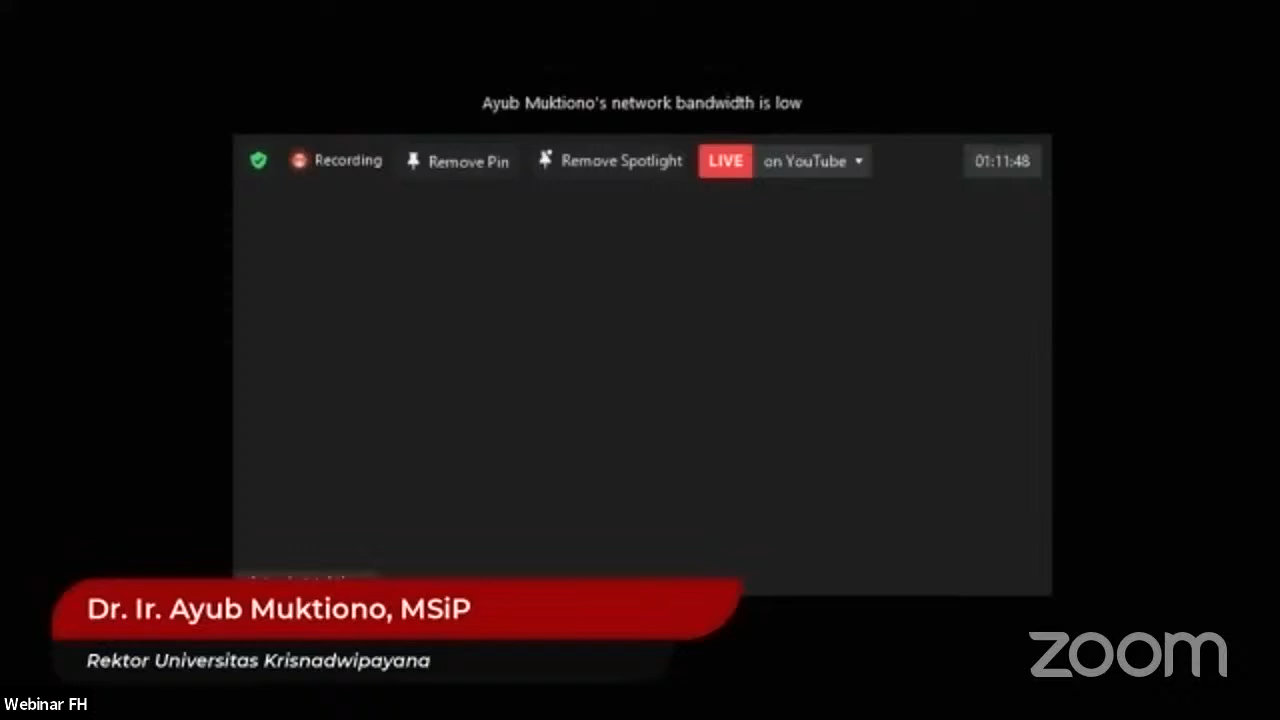 Ayub Muktiono's network bandwidth is low
Recording Remove Pin Remove Spotlight LIVE on YouTube 01:11:48
Dr. Ir. Ayub Muktiono, MSiP
Rektor Universitas Krisnadwipayana
zoom
Webinar FH